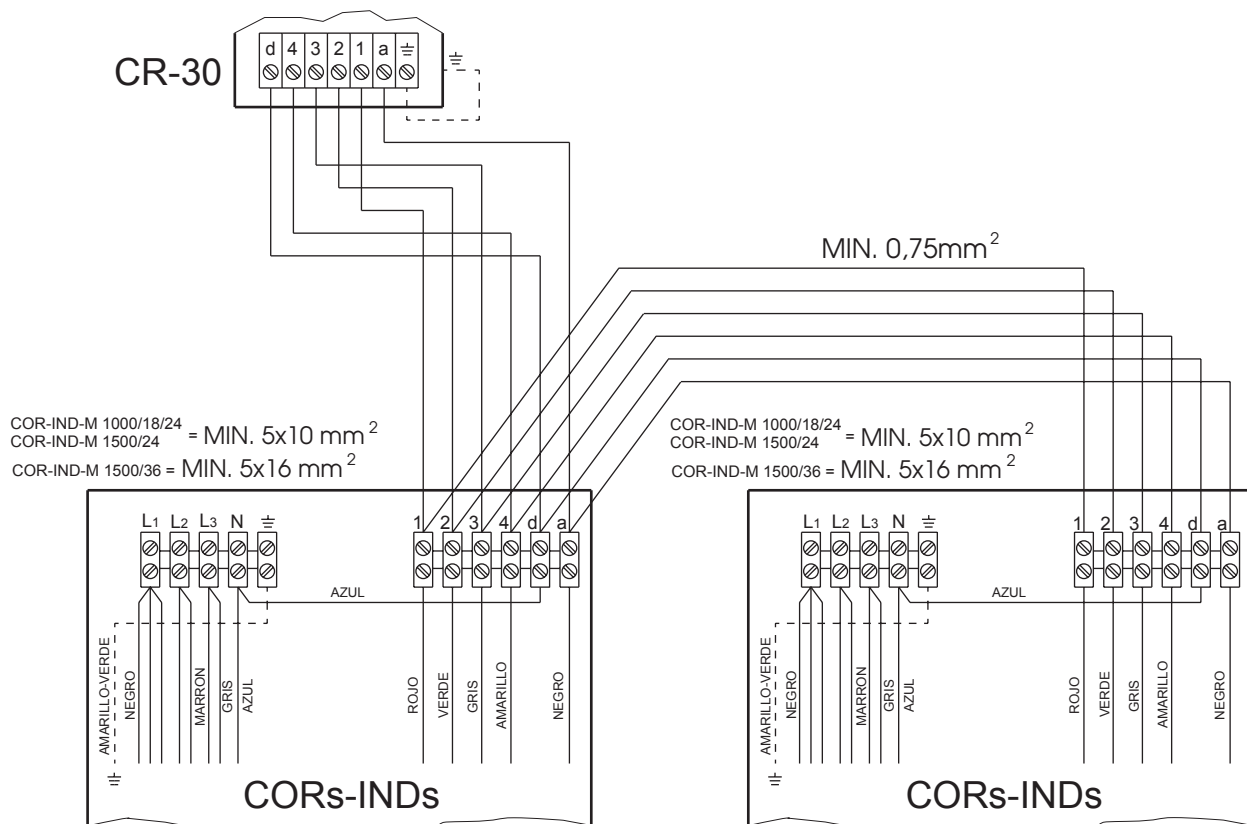 d 4 3 2 1 a
CR-30
MIN. 0,75mm²
COR-IND-M 1000/18/24
COR-IND-M 1500/24 = MIN. 5x10 mm²
COR-IND-M 1500/36 = MIN. 5x16 mm²
COR-IND-M 1000/18/24
COR-IND-M 1500/24 = MIN. 5x10 mm²
COR-IND-M 1500/36 = MIN. 5x16 mm²
L1 L2 L3 N 1 2 3 4 d a
L1 L2 L3 N 1 2 3 4 d a
AZUL
AZUL
AMARILLO-VERDE
NEGRO
MARRON
GRIS
AZUL
ROJO
VERDE
GRIS
AMARILLO
NEGRO
AMARILLO-VERDE
NEGRO
MARRON
GRIS
AZUL
ROJO
VERDE
GRIS
AMARILLO
NEGRO
CORs-INDs
CORs-INDs